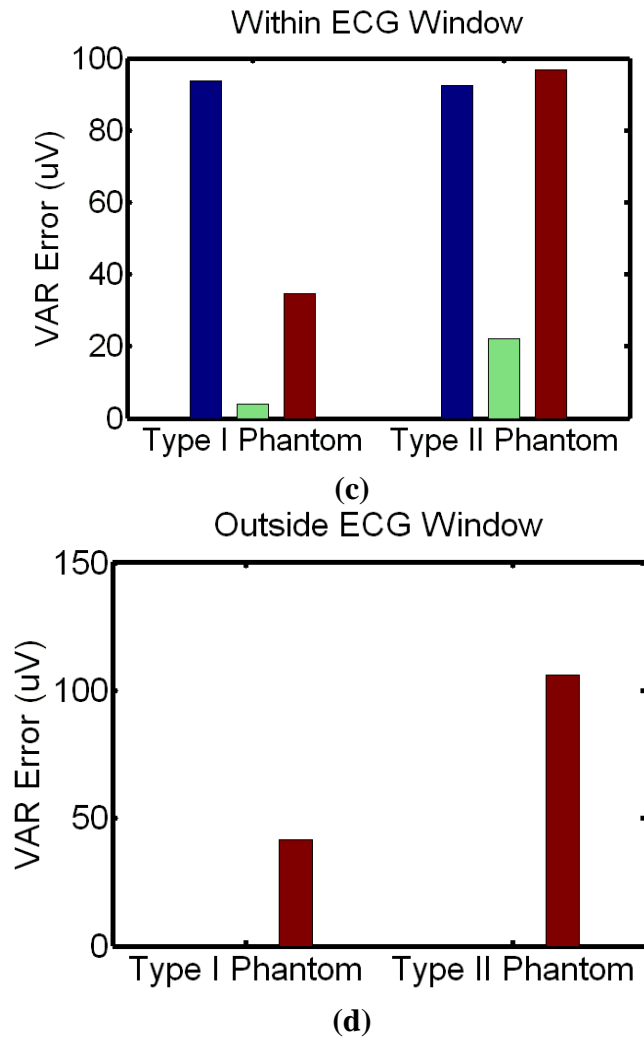 Within ECG Window
100
80
60
40
20
0
VAR Error (uV)
Type I Phantom Type II Phantom
(c)
Outside ECG Window
150
100
50
0
VAR Error (uV)
Type I Phantom Type II Phantom
(d)